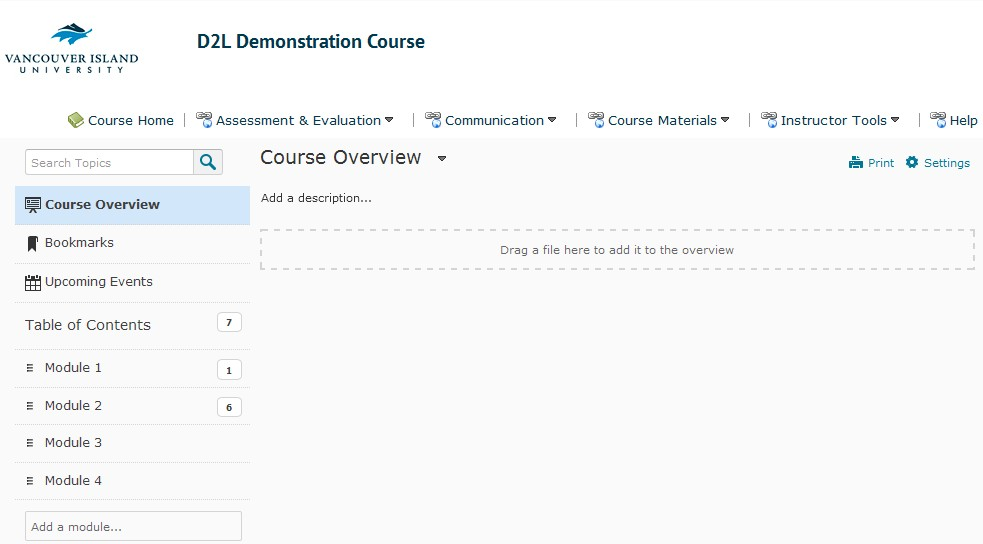 VANCOUVER ISLAND
UNIVERSITY
D2L Demonstration Course
Course Home
Assessment & Evaluation
Communication
Course Materials
Instructor Tools
Help
Search Topics
Course Overview
Bookmarks
Upcoming Events
Table of Contents 7
Module 1 1
Module 2 6
Module 3
Module 4
Add a module...
Course Overview
Print
Settings
Add a description...
Drag a file here to add it to the overview